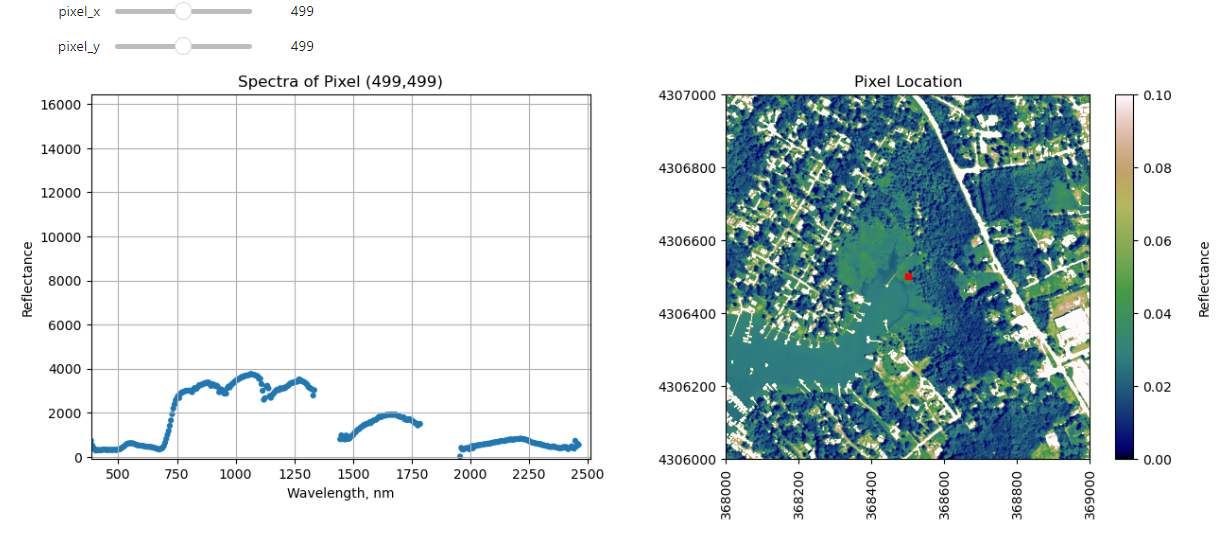 pixel_x 499
pixel_y 499
Spectra of Pixel (499,499)
16000
14000
12000
10000
8000
6000
4000
2000
0
Reflectance
500 750 1000 1250 1500 1750 2000 2250 2500
Wavelength, nm
Pixel Location
4307000
4306800
4306600
4306400
4306200
4306000
368000 368200 368400 368600 368800 369000
0.10
0.08
0.06
0.04
0.02
0.00
Reflectance